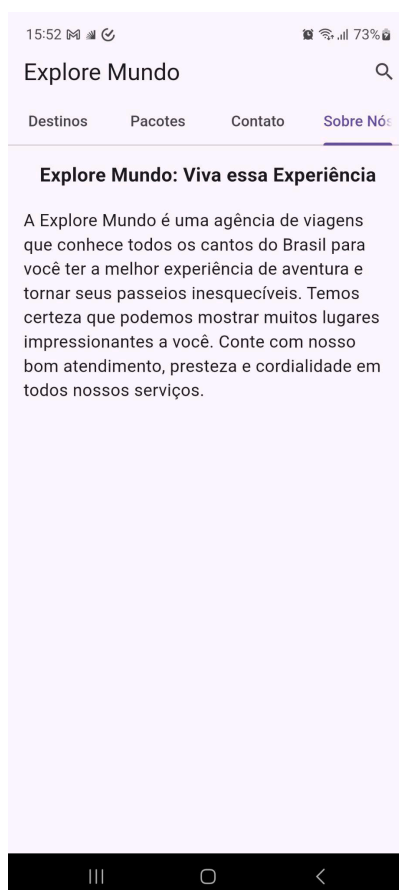 15:52
73%
Explore Mundo
Destinos Pacotes Contato Sobre Nós
Explore Mundo: Viva essa Experiência
A Explore Mundo é uma agência de viagens
que conhece todos os cantos do Brasil para
você ter a melhor experiência de aventura e
tornar seus passeios inesquecíveis. Temos
certeza que podemos mostrar muitos lugares
impressionantes a você. Conte com nosso
bom atendimento, presteza e cordialidade em
todos nossos serviços.